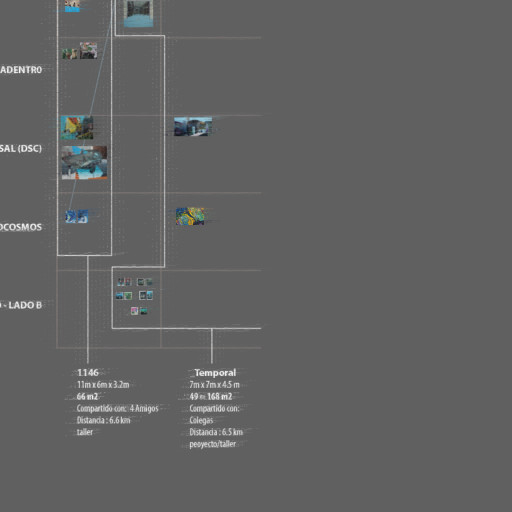 ADENTRO
SAL (DSC)
OCOSMOS
- LADO B
1146
11m x 6m x 3.2m
66 m2
Compartido con: 4 Amigos
Distancia : 6.6 km
taller
Temporal
7m x 7m x 4.5 m
49 m 168 m2
Compartido con:
Colegas
Distancia : 6.5 km
peoyecto/taller